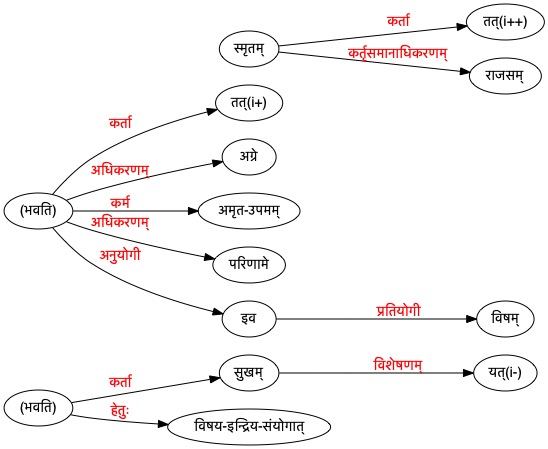 कर्ता
तत्(i++)
स्मृतम्
कर्तृसमानाधिकरणम्
राजसम्
तत्(i+)
कर्ता
अग्रे
अधिकरणम्
(भवति)
कर्म
अमृत-उपमम्
अधिकरणम्
परिणामे
अनुयोगी
इव
प्रतियोगी
विषम्
सुखम्
विशेषणम्
यत्(i-)
कर्ता
(भवति)
हेतुः
विषय-इन्द्रिय-संयोगात्